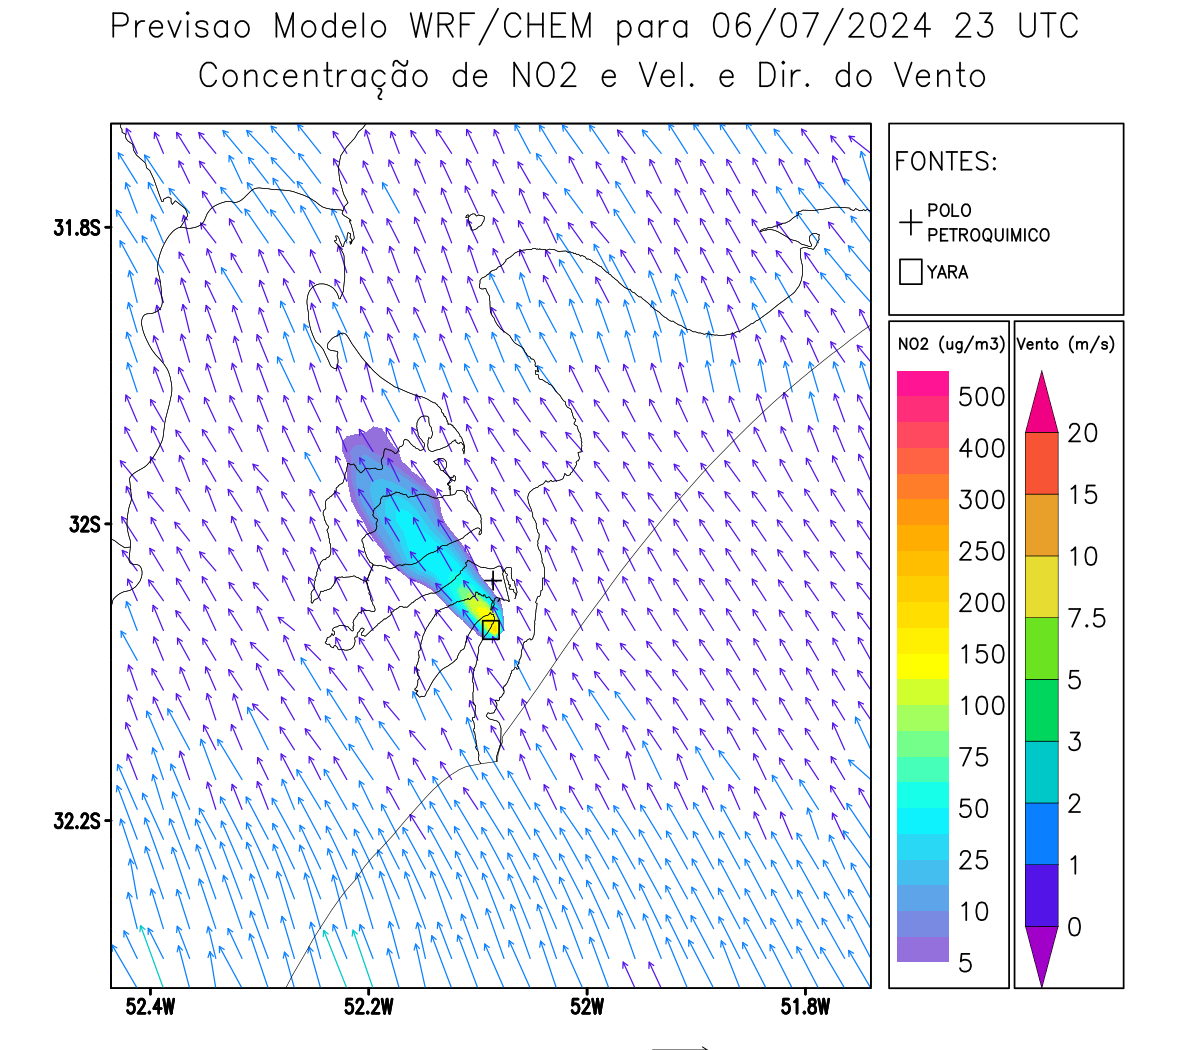 Previsao Modelo WRF/CHEM para 06/07/2024 23 UTC
Concentração de NO2 e Vel. e Dir. do Vento
FONTES:
POLO
PETROQUIMICO
YARA
31.8S
32S
32.2S
52.4W 52.2W 52W 51.8W
NO2 (ug/m3)
500
400
300
250
200
150
100
75
50
25
10
5
Vento (m/s)
20
15
10
7.5
5
3
2
1
0